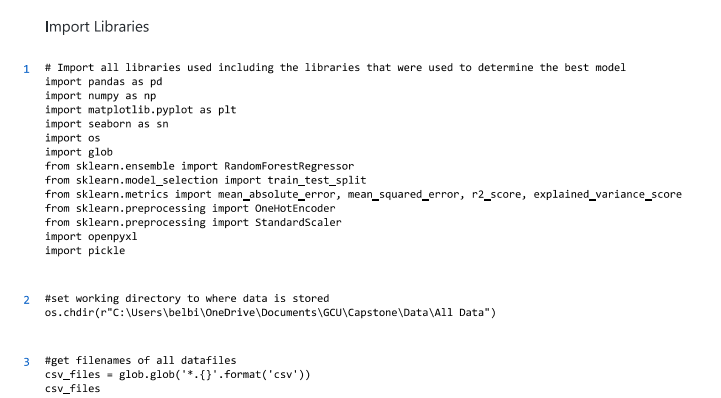 Import Libraries
1 # Import all libraries used including the libraries that were used to determine the best model
import pandas as pd
import numpy as np
import matplotlib.pyplot as plt
import seaborn as sn
import os
import glob
from sklearn.ensemble import RandomForestRegressor
from sklearn.model_selection import train_test_split
from sklearn.metrics import mean_absolute_error, mean_squared_error, r2_score, explained_variance_score
from sklearn.preprocessing import OneHotEncoder
from sklearn.preprocessing import StandardScaler
import openpyxl
import pickle
2 #set working directory to where data is stored
os.chdir(r"C:\Users\belbi\OneDrive\Documents\GCU\Capstone\Data\All Data")
3 #get filenames of all datafiles
csv_files = glob.glob('*.{}'.format('csv'))
csv_files